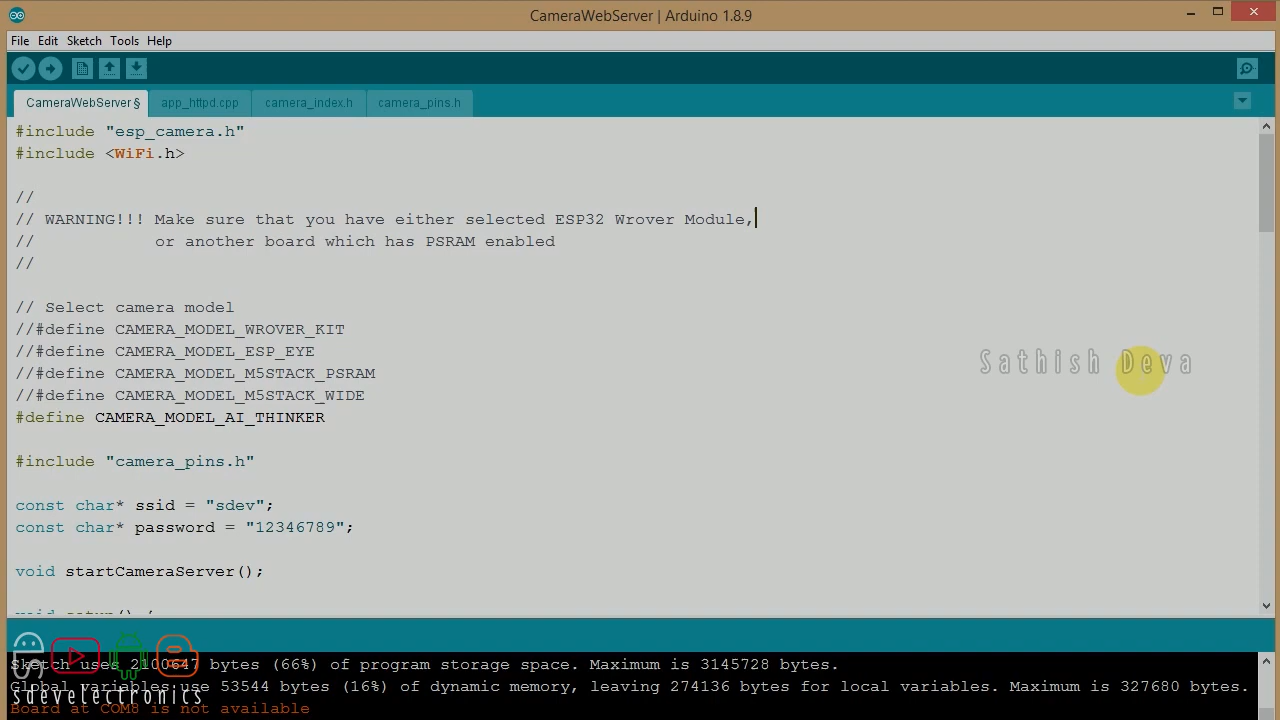 CameraWebServer | Arduino 1.8.9
File Edit Sketch Tools Help
CameraWebServer § app_httpd.cpp camera_index.h camera_pins.h
#include "esp_camera.h"
#include <WiFi.h>
//
// WARNING!!! Make sure that you have either selected ESP32 Wrover Module,
//            or another board which has PSRAM enabled
//
// Select camera model
//#define CAMERA_MODEL_WROVER_KIT
//#define CAMERA_MODEL_ESP_EYE
//#define CAMERA_MODEL_M5STACK_PSRAM
//#define CAMERA_MODEL_M5STACK_WIDE
#define CAMERA_MODEL_AI_THINKER
Sathish Deva
#include "camera_pins.h"
const char* ssid = "sdev";
const char* password = "12346789";
void startCameraServer();
void setup() {
Sketch uses 2100647 bytes (66%) of program storage space. Maximum is 3145728 bytes.
Global variables use 53544 bytes (16%) of dynamic memory, leaving 274136 bytes for local variables. Maximum is 327680 bytes.
sdevelectronics
Board at COM8 is not available